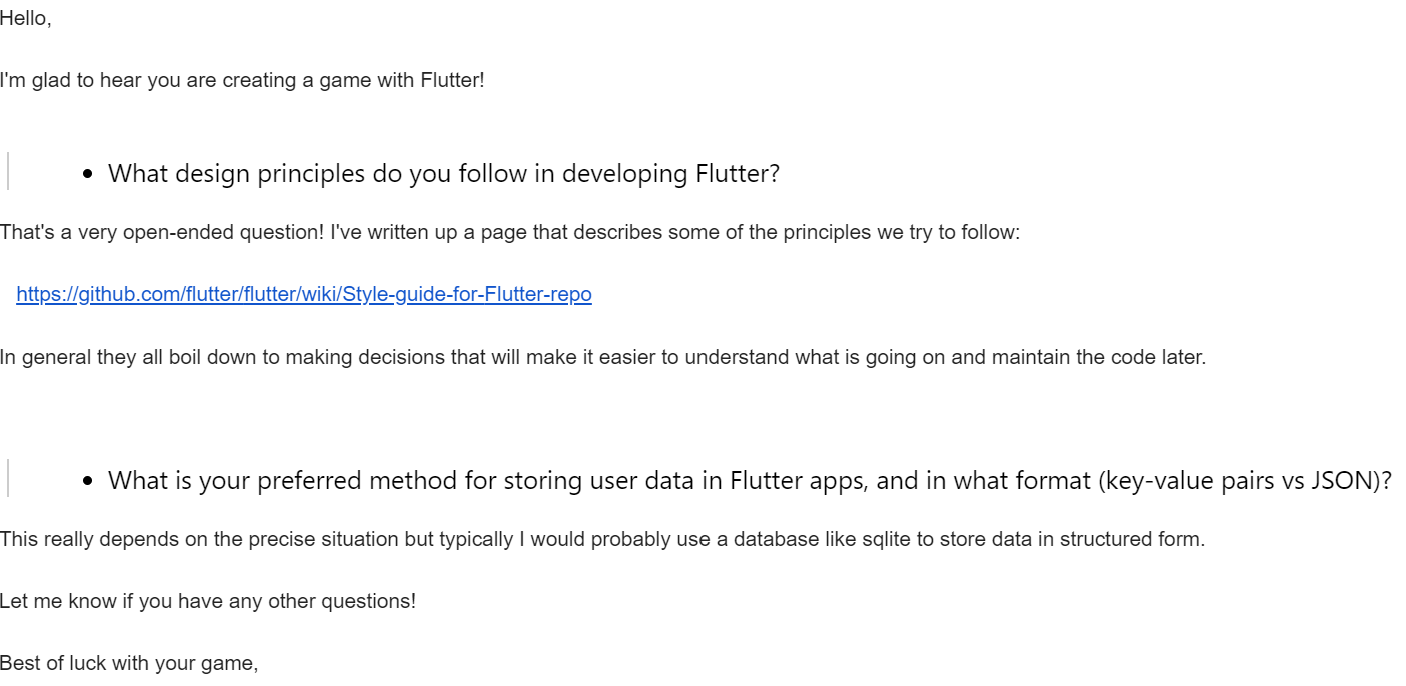 Hello,
I'm glad to hear you are creating a game with Flutter!
• What design principles do you follow in developing Flutter?
That's a very open-ended question! I've written up a page that describes some of the principles we try to follow:
https://github.com/flutter/flutter/wiki/Style-guide-for-Flutter-repo
In general they all boil down to making decisions that will make it easier to understand what is going on and maintain the code later.
• What is your preferred method for storing user data in Flutter apps, and in what format (key-value pairs vs JSON)?
This really depends on the precise situation but typically I would probably use a database like sqlite to store data in structured form.
Let me know if you have any other questions!
Best of luck with your game,